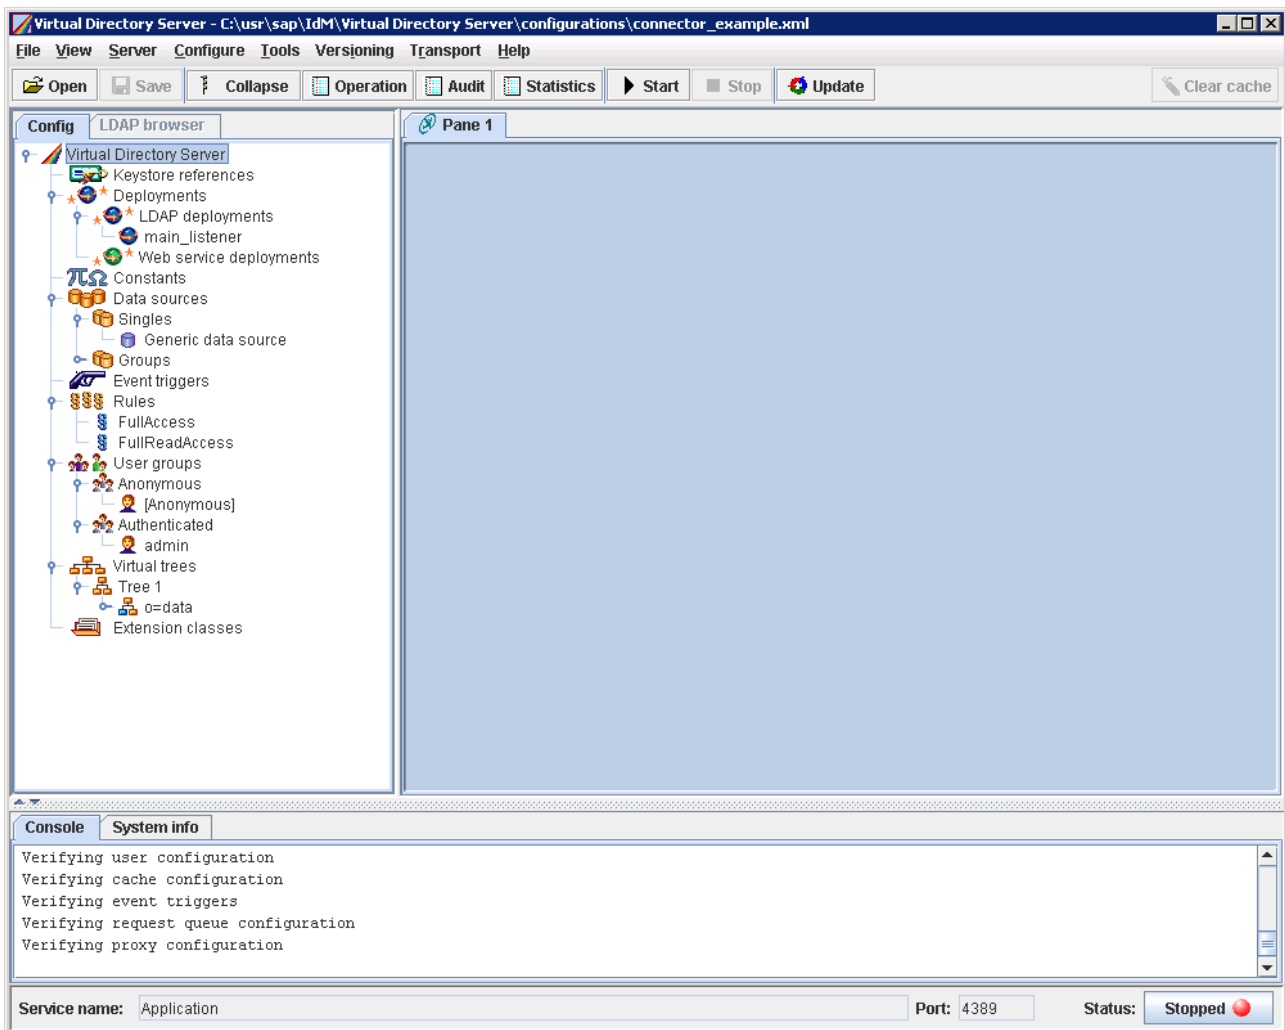 Virtual Directory Server - C:\usr\sap\IdM\Virtual Directory Server\configurations\connector_example.xml
File View Server Configure Tools Versioning Transport Help
Open Save Collapse Operation Audit Statistics Start Stop Update Clear cache
Config LDAP browser
Pane 1
Virtual Directory Server
Keystore references
Deployments
LDAP deployments
main_listener
Web service deployments
Constants
Data sources
Singles
Generic data source
Groups
Event triggers
Rules
FullAccess
FullReadAccess
User groups
Anonymous
[Anonymous]
Authenticated
admin
Virtual trees
Tree 1
o=data
Extension classes
Console System info
Verifying user configuration
Verifying cache configuration
Verifying event triggers
Verifying request queue configuration
Verifying proxy configuration
Service name: Application Port: 4389 Status: Stopped